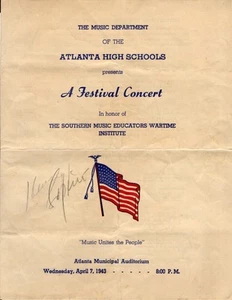 THE MUSIC DEPARTMENT
OF THE
ATLANTA HIGH SCHOOLS
presents
A Festival Concert
In honor of
THE SOUTHERN MUSIC EDUCATORS WARTIME
INSTITUTE
"Music Unites the People"
Atlanta Municipal Auditorium
Wednesday, April 7, 1943 - - - - - 8:00 P. M.